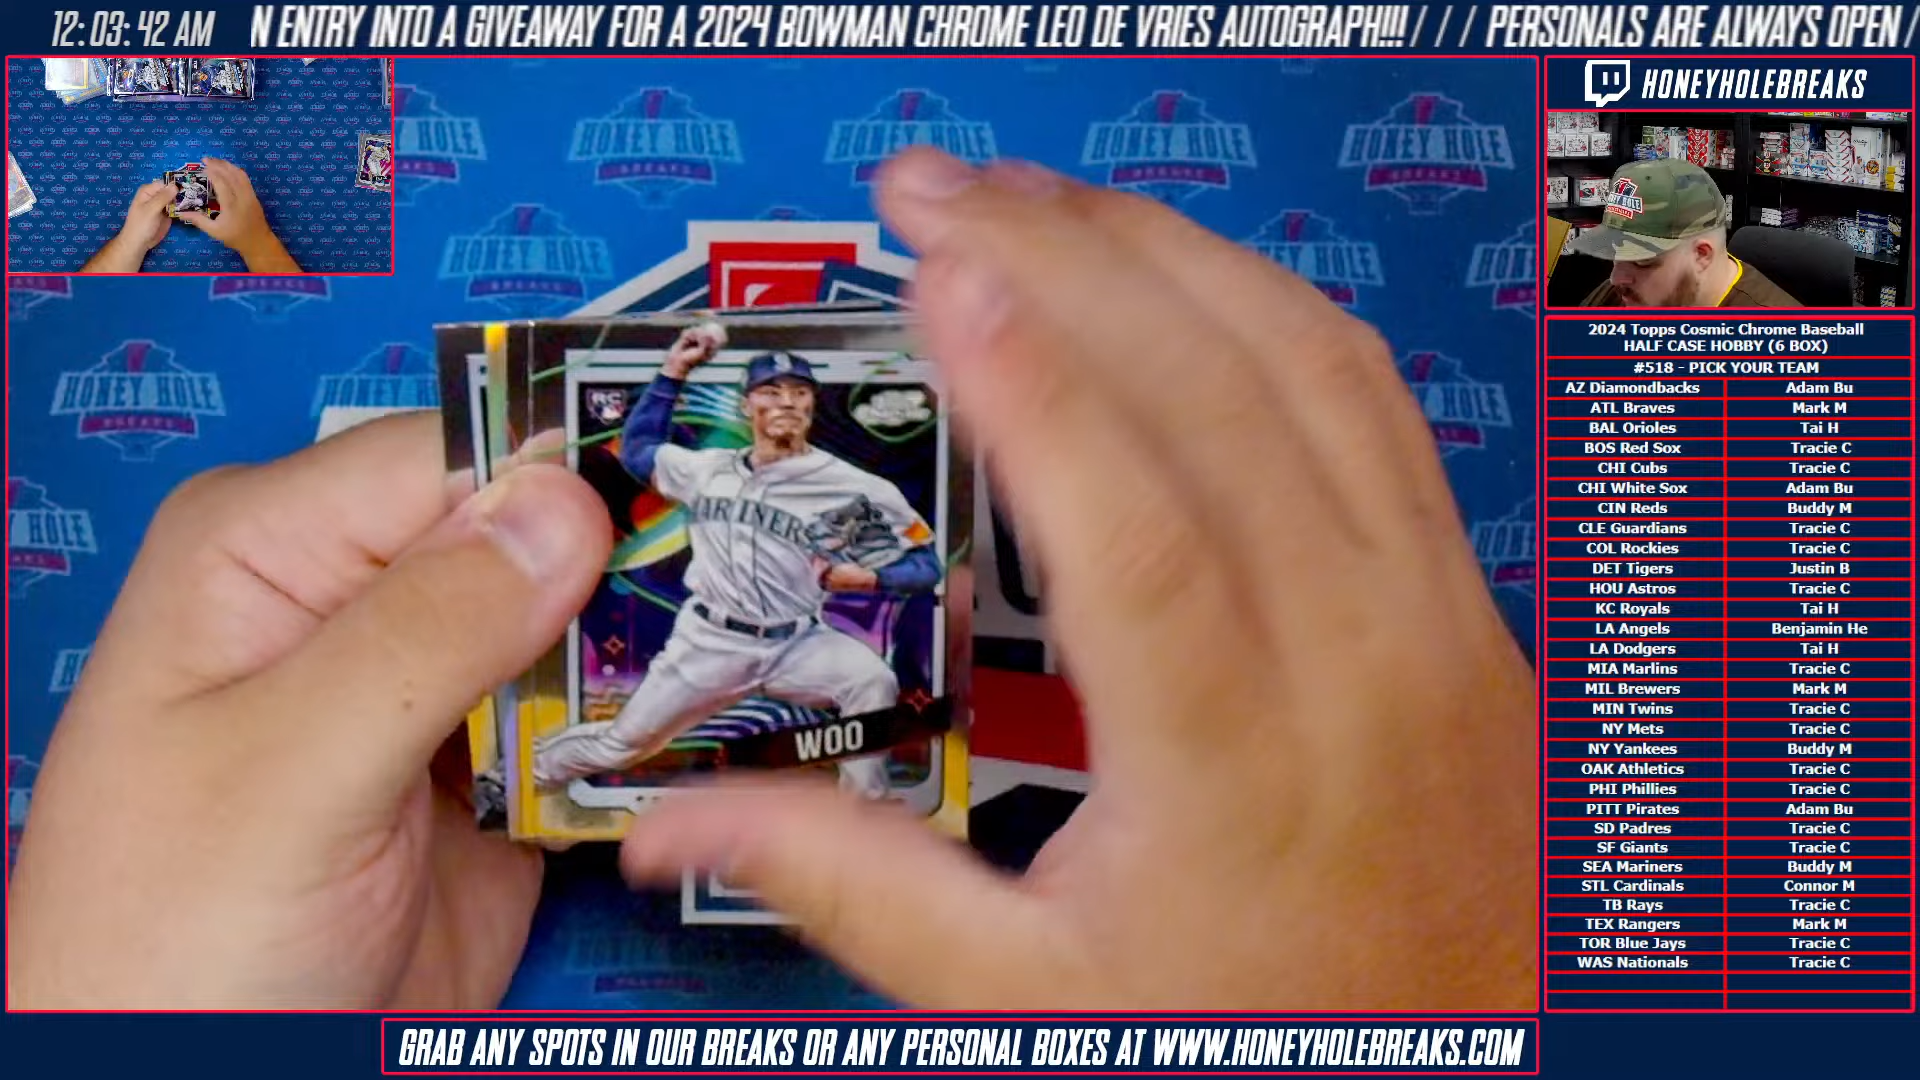 12:03:42 AM
N ENTRY INTO A GIVEAWAY FOR A 2024 BOWMAN CHROME LEO DE VRIES AUTOGRAPH!!! / / / PERSONALS ARE ALWAYS OPEN /
HONEYHOLEBREAKS
2024 Topps Cosmic Chrome Baseball
HALF CASE HOBBY (6 BOX)
#518 - PICK YOUR TEAM
AZ Diamondbacks Adam Bu
ATL Braves Mark M
BAL Orioles Tai H
BOS Red Sox Tracie C
CHI Cubs Tracie C
CHI White Sox Adam Bu
CIN Reds Buddy M
CLE Guardians Tracie C
COL Rockies Tracie C
DET Tigers Justin B
HOU Astros Tracie C
KC Royals Tai H
LA Angels Benjamin He
LA Dodgers Tai H
MIA Marlins Tracie C
MIL Brewers Mark M
MIN Twins Tracie C
NY Mets Tracie C
NY Yankees Buddy M
OAK Athletics Tracie C
PHI Phillies Tracie C
PITT Pirates Adam Bu
SD Padres Tracie C
SF Giants Tracie C
SEA Mariners Buddy M
STL Cardinals Connor M
TB Rays Tracie C
TEX Rangers Mark M
TOR Blue Jays Tracie C
WAS Nationals Tracie C
HONEY HOLE
BREAKS
RC
MARINERS
WOO
GRAB ANY SPOTS IN OUR BREAKS OR ANY PERSONAL BOXES AT WWW.HONEYHOLEBREAKS.COM